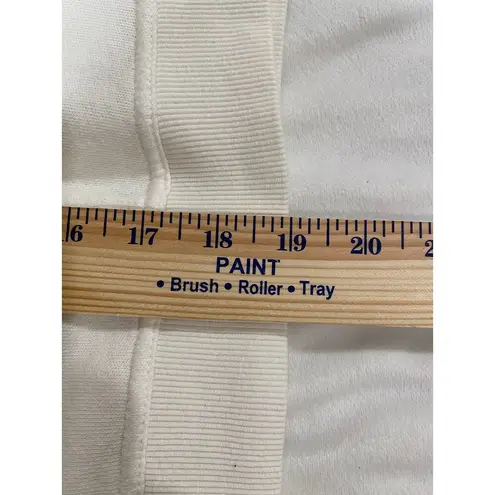 16 17 18 19 20 2
PAINT
• Brush • Roller • Tray